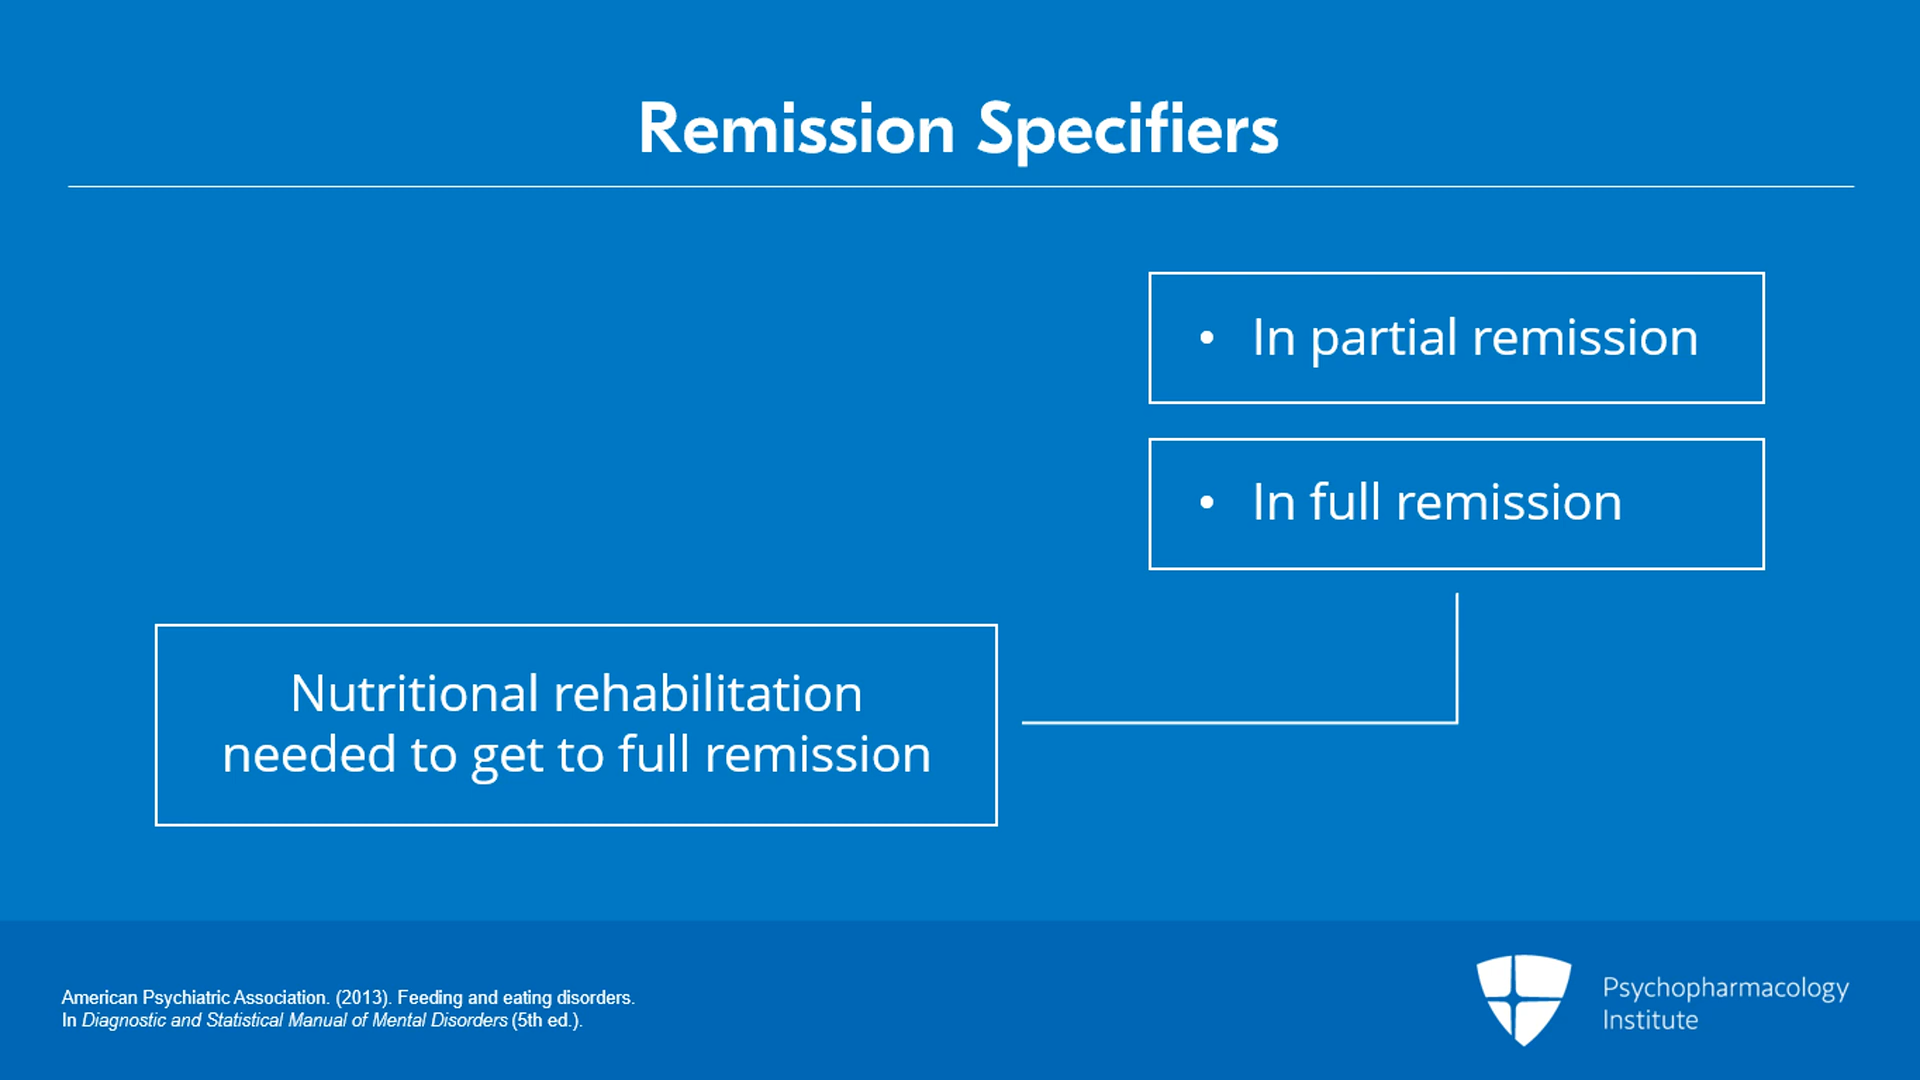 Remission Specifiers
• In partial remission
• In full remission
Nutritional rehabilitation
needed to get to full remission
American Psychiatric Association. (2013). Feeding and eating disorders.
In Diagnostic and Statistical Manual of Mental Disorders (5th ed.).
Psychopharmacology
Institute